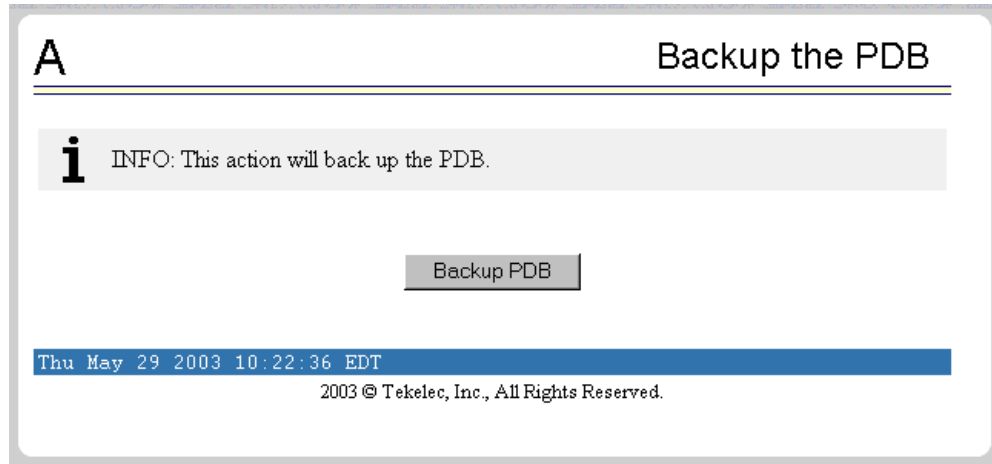 A
Backup the PDB
i
INFO: This action will back up the PDB.
Backup PDB
Thu May 29 2003 10:22:36 EDT
2003 © Tekelec, Inc., All Rights Reserved.